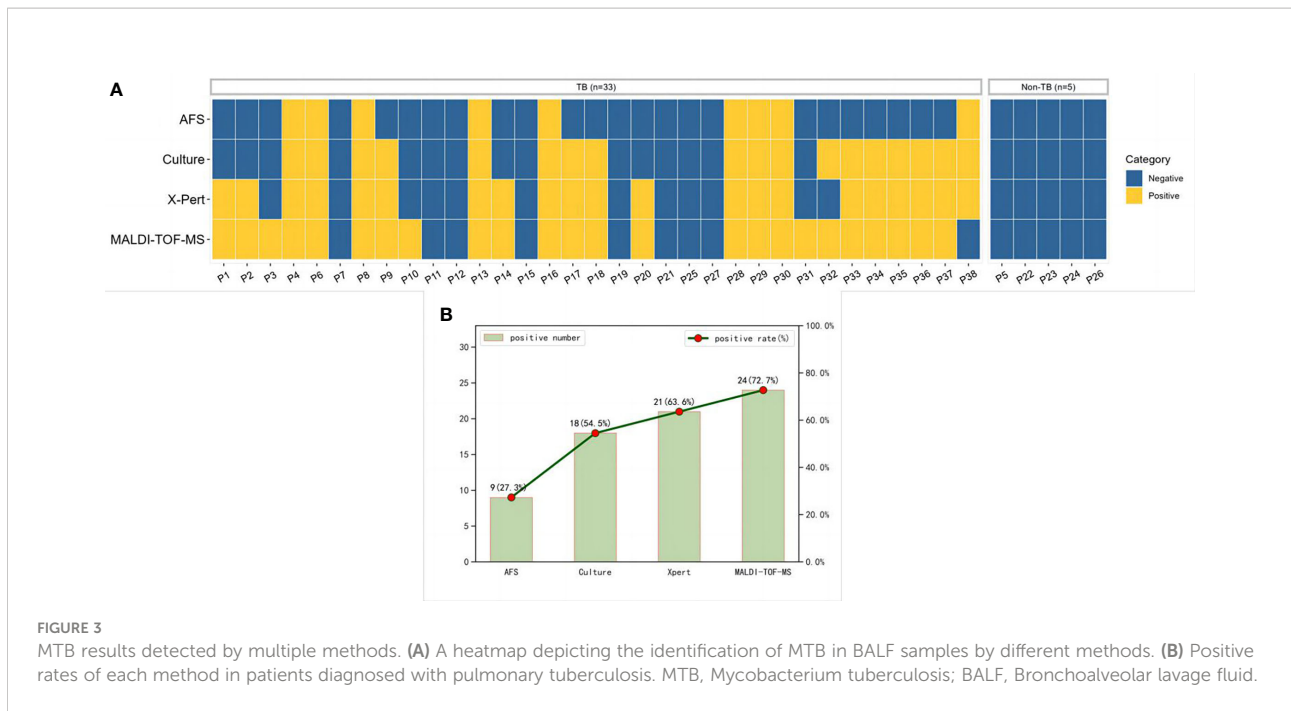 A
TB (n=33)
Non-TB (n=5)
AFS
Culture
X-Pert
MALDI-TOF-MS
Category
Negative
Positive
P1 P2 P3 P4 P6 P7 P8 P9 P10 P11 P12 P13 P14 P15 P16 P17 P18 P19 P20 P21 P25 P27 P28 P29 P30 P31 P32 P33 P34 P35 P36 P37 P38 P5 P22 P23 P24 P26
B
positive number
positive rate(%)
30
25
20
15
10
5
0
100.0%
80.0%
60.0%
40.0%
20.0%
0.0%
9(27.3%)
18(54.5%)
21(63.6%)
24(72.7%)
AFS Culture Xpert MALDI-TOF-MS
FIGURE 3
MTB results detected by multiple methods. (A) A heatmap depicting the identification of MTB in BALF samples by different methods. (B) Positive
rates of each method in patients diagnosed with pulmonary tuberculosis. MTB, Mycobacterium tuberculosis; BALF, Bronchoalveolar lavage fluid.